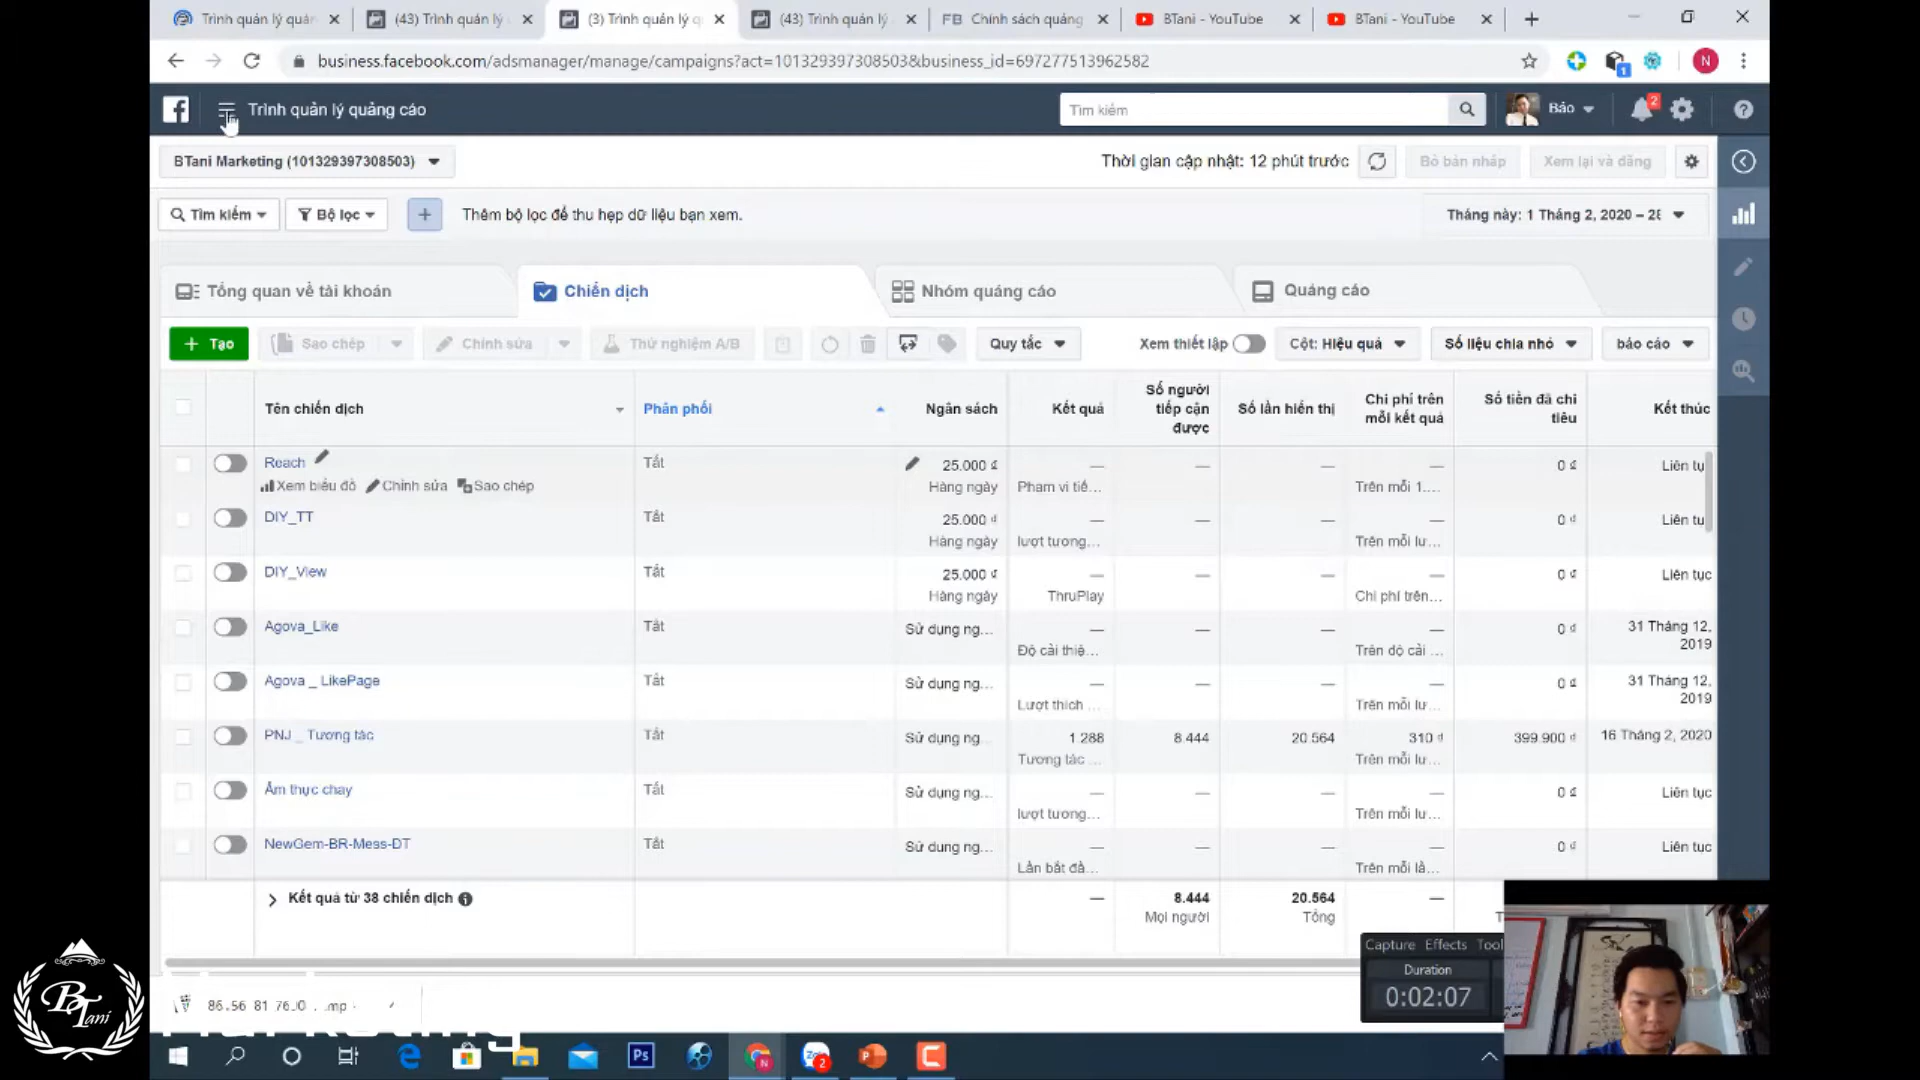 Trình quản lý quản
(43) Trình quản lý
(3) Trình quản lý q
(43) Trình quản lý
FB Chính sách quảng
BTani - YouTube
BTani - YouTube
business.facebook.com/adsmanager/manage/campaigns?act=101329397308503&business_id=697277513962582
N
1
Trình quản lý quảng cáo
Tìm kiếm
Bảo
2
BTani Marketing (101329397308503)
Thời gian cập nhật: 12 phút trước
Bỏ bản nháp
Xem lại và đăng
Tìm kiếm
Bộ lọc
Thêm bộ lọc để thu hẹp dữ liệu bạn xem.
Tháng này: 1 Tháng 2, 2020 – 28
Tổng quan về tài khoản
Chiến dịch
Nhóm quảng cáo
Quảng cáo
+ Tạo
Sao chép
Chỉnh sửa
Thử nghiệm A/B
Quy tắc
Xem thiết lập
Cột: Hiệu quả
Số liệu chia nhỏ
báo cáo
Tên chiến dịch
Phân phối
Ngân sách
Kết quả
Số người tiếp cận được
Số lần hiển thị
Chi phí trên mỗi kết quả
Số tiền đã chi tiêu
Kết thúc
Reach Tắt 25.000 ₫ — — — — 0 ₫ Liên tụ
Xem biểu đồ Chỉnh sửa Sao chép Hàng ngày Phạm vi tiế... Trên mỗi 1....
DIY_TT Tắt 25.000 ₫ — — — — 0 ₫ Liên tụ
Hàng ngày lượt tương... Trên mỗi lư...
DIY_View Tắt 25.000 ₫ — — — — 0 ₫ Liên tục
Hàng ngày ThruPlay Chi phí trên...
Agova_Like Tắt Sử dụng ng... — — — — 0 ₫ 31 Tháng 12, 2019
Độ cải thiệ... Trên độ cải ...
Agova _ LikePage Tắt Sử dụng ng... — — — — 0 ₫ 31 Tháng 12, 2019
Lượt thích ... Trên mỗi lư...
PNJ _ Tương tác Tắt Sử dụng ng... 1.288 8.444 20.564 310 ₫ 399.900 ₫ 16 Tháng 2, 2020
Tương tác ... Trên mỗi lư...
Ẩm thực chay Tắt Sử dụng ng... — — — — 0 ₫ Liên tục
lượt tương... Trên mỗi lư...
NewGem-BR-Mess-DT Tắt Sử dụng ng... — — — — 0 ₫ Liên tục
Lần bắt đầ... Trên mỗi lầ...
Kết quả từ 38 chiến dịch — 8.444 20.564 —
Mọi người Tổng T
Capture Effects Tool
Duration
0:02:07
BTani
Marketing
Ps
2